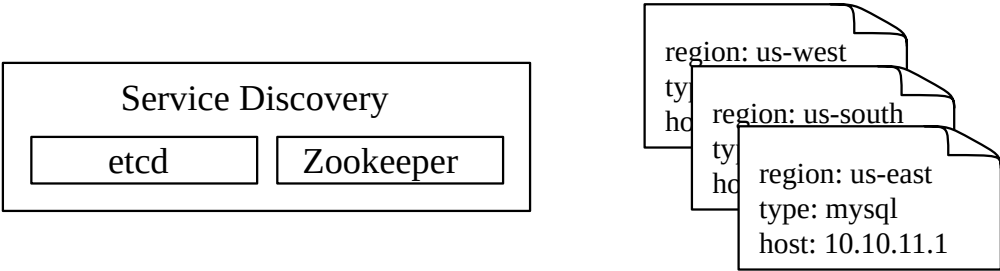 Service Discovery
etcd
Zookeeper
region: us-west
region: us-south
region: us-east
type: mysql
host: 10.10.11.1